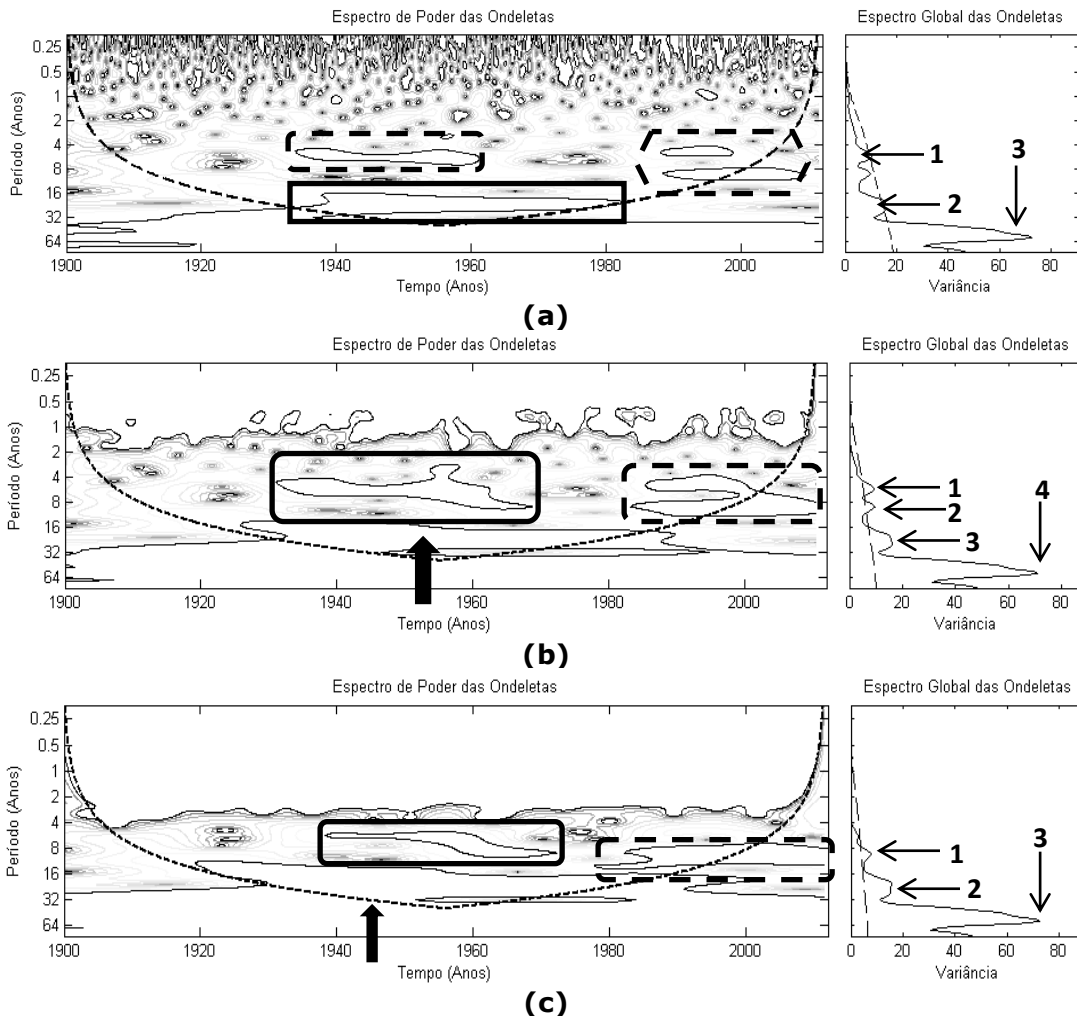 Espectro de Poder das Ondeletas
Espectro Global das Ondeletas
Período (Anos)
0.25
0.5
1
2
4
8
16
32
64
1900 1920 1940 1960 1980 2000
Tempo (Anos)
1
2
3
0 20 40 60 80
Variância
(a)
Espectro de Poder das Ondeletas
Espectro Global das Ondeletas
Período (Anos)
0.25
0.5
1
2
4
8
16
32
64
1900 1920 1940 1960 1980 2000
Tempo (Anos)
1
2
3
4
0 20 40 60 80
Variância
(b)
Espectro de Poder das Ondeletas
Espectro Global das Ondeletas
Período (Anos)
0.25
0.5
1
2
4
8
16
32
64
1900 1920 1940 1960 1980 2000
Tempo (Anos)
1
2
3
0 20 40 60 80
Variância
(c)